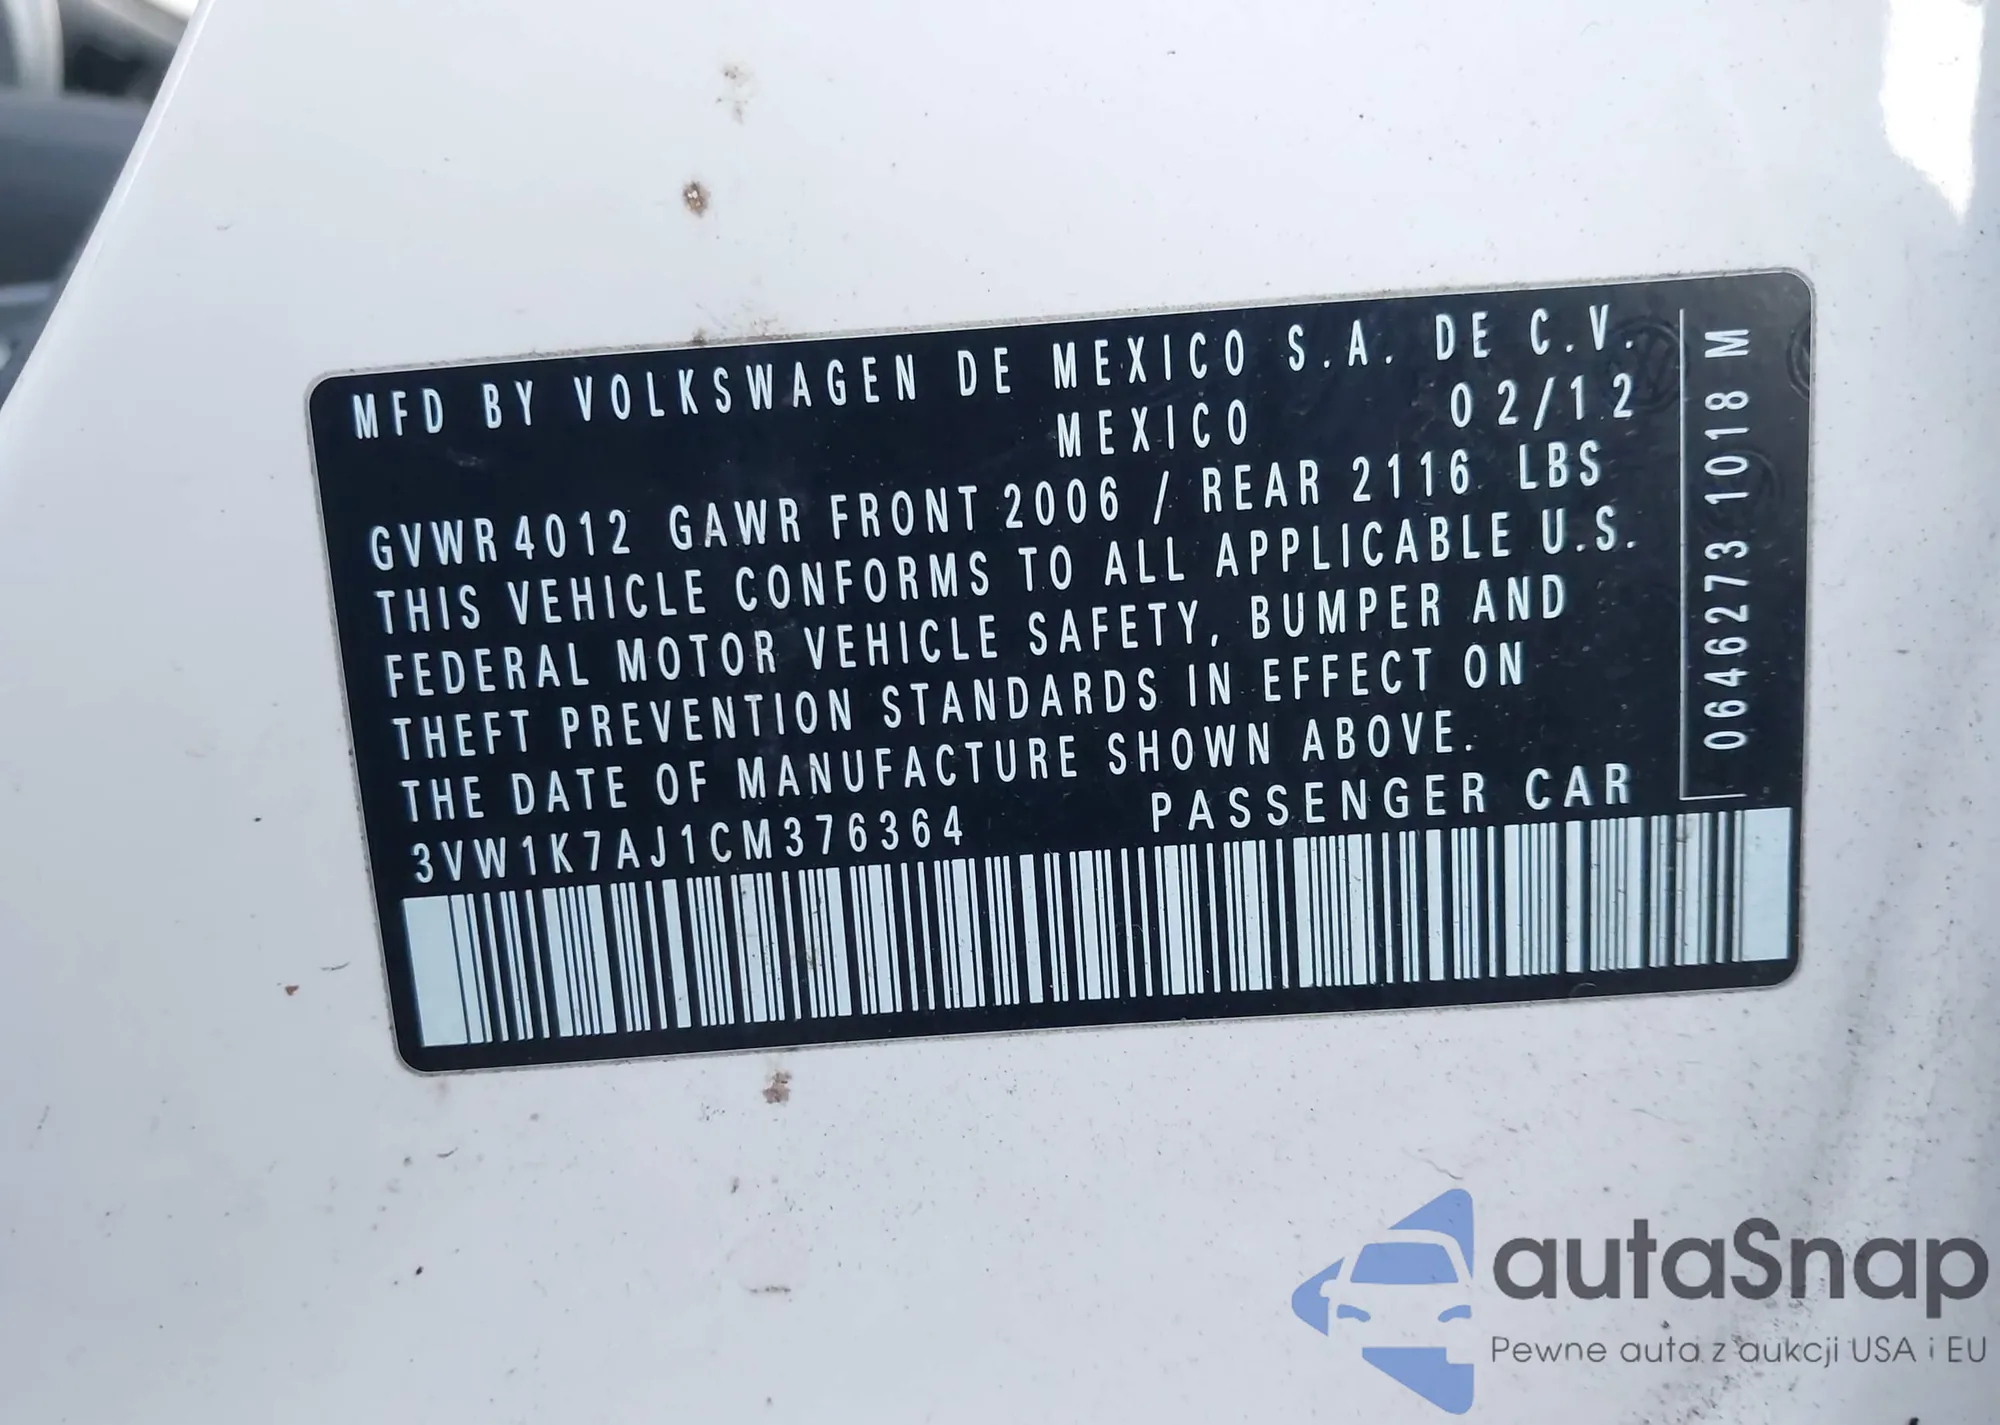 MFD BY VOLKSWAGEN DE MEXICO S.A. DE C.V.
MEXICO 02/12
GVWR 4012 GAWR FRONT 2006 / REAR 2116 LBS
THIS VEHICLE CONFORMS TO ALL APPLICABLE U.S.
FEDERAL MOTOR VEHICLE SAFETY, BUMPER AND
THEFT PREVENTION STANDARDS IN EFFECT ON
THE DATE OF MANUFACTURE SHOWN ABOVE.
3VW1K7AJ1CM376364 PASSENGER CAR
0646273 1018 M
autaSnap
Pewne auta z aukcji USA i EU